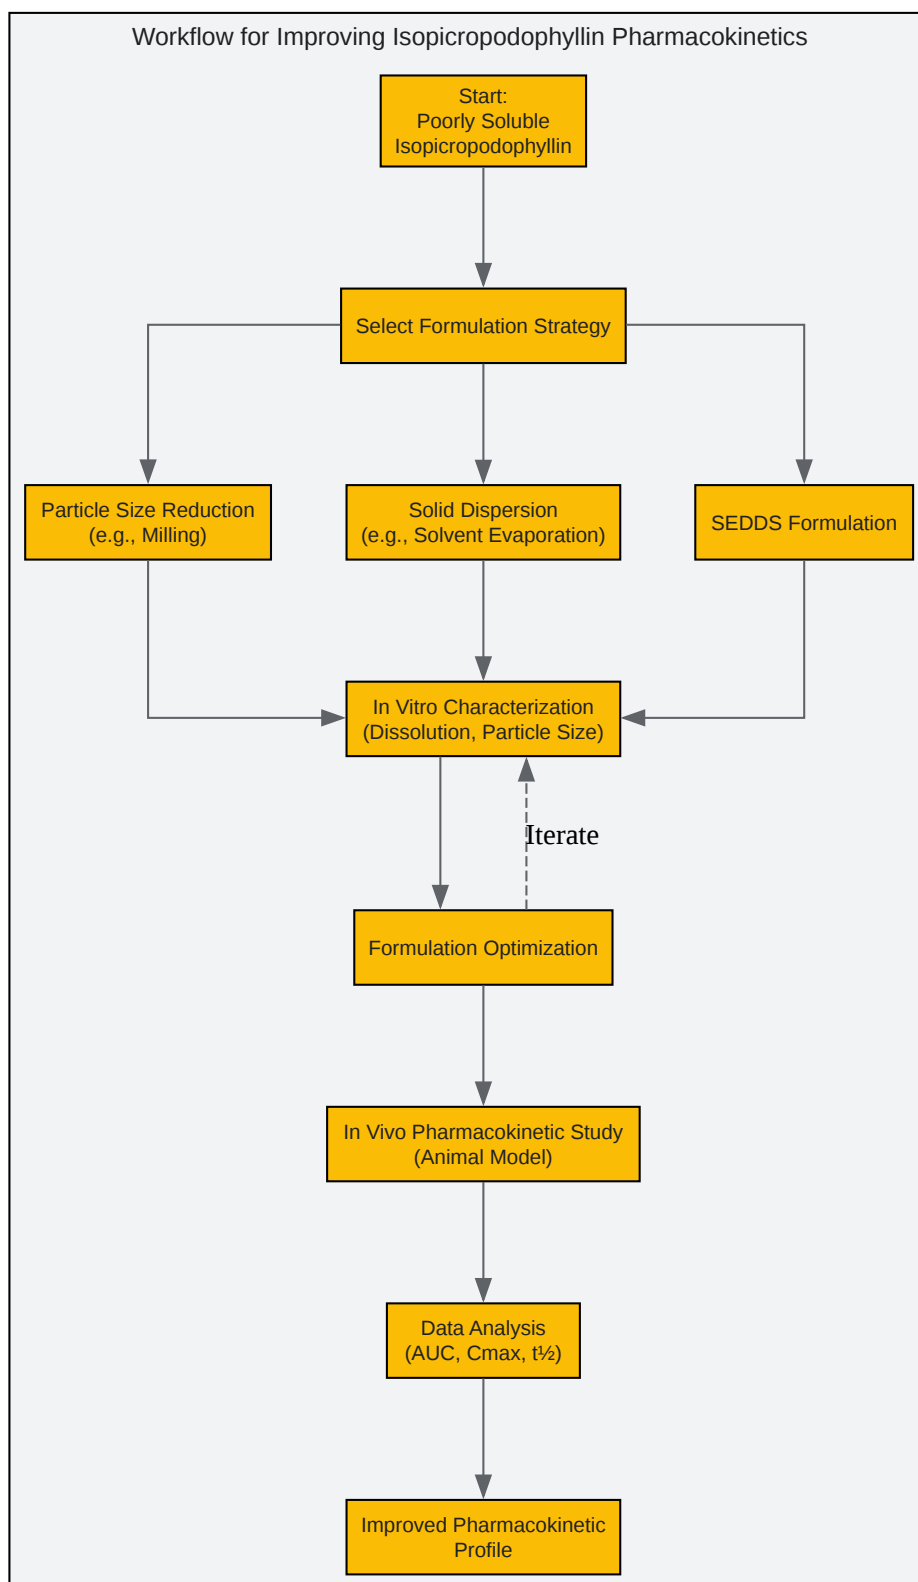 Workflow for Improving Isopicropodophyllin Pharmacokinetics
Start:
Poorly Soluble
Isopicropodophyllin
Select Formulation Strategy
Particle Size Reduction
(e.g., Milling)
Solid Dispersion
(e.g., Solvent Evaporation)
SEDDS Formulation
In Vitro Characterization
(Dissolution, Particle Size)
Iterate
Formulation Optimization
In Vivo Pharmacokinetic Study
(Animal Model)
Data Analysis
(AUC, Cmax, t½)
Improved Pharmacokinetic
Profile